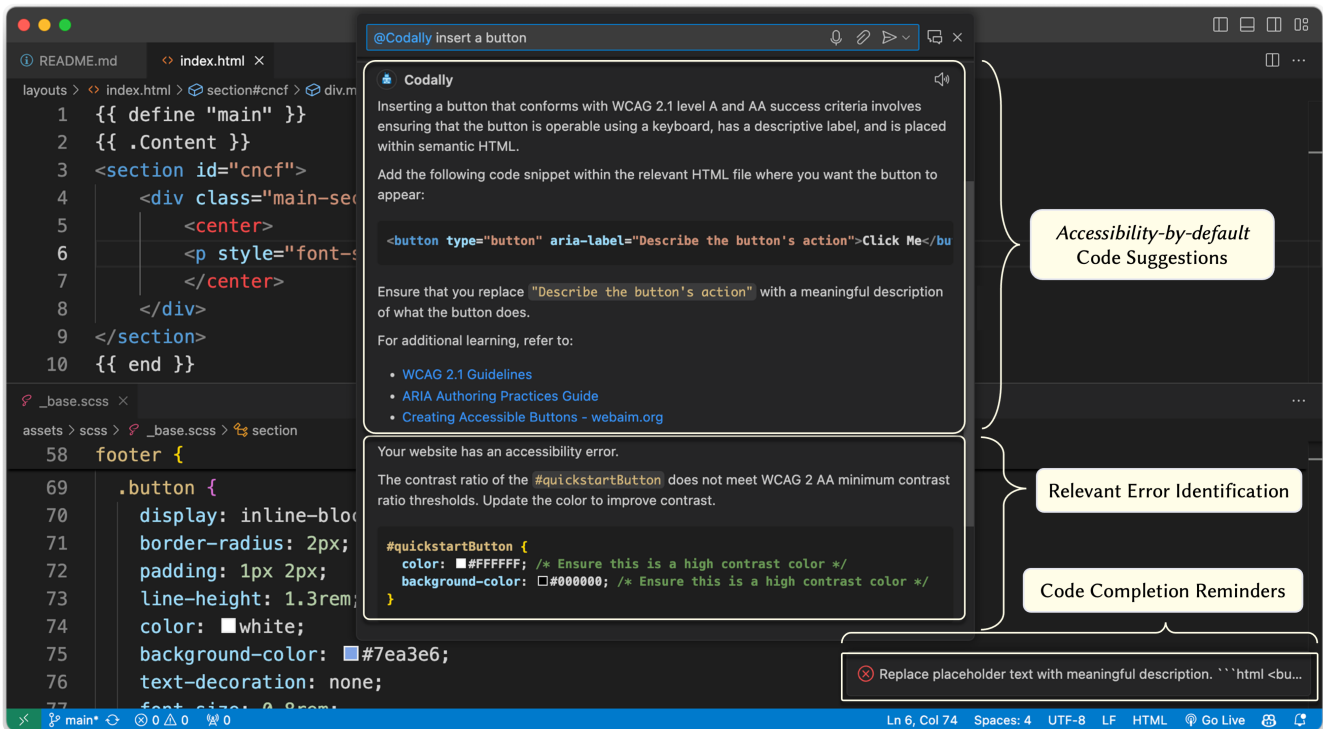 @Codally insert a button
README.md
index.html
layouts > index.html > section#cncf > div.m
1 {{ define "main" }}
2 {{ .Content }}
3 <section id="cncf">
4 <div class="main-sec
5 <center>
6 <p style="font-s
7 </center>
8 </div>
9 </section>
10 {{ end }}
_base.scss
assets > scss > _base.scss > section
58 footer {
69 .button {
70 display: inline-bloc
71 border-radius: 2px;
72 padding: 1px 2px;
73 line-height: 1.3rem;
74 color: white;
75 background-color: #7ea3e6;
76 text-decoration: none;
77 font-size: 0.8rem;
Codally
Inserting a button that conforms with WCAG 2.1 level A and AA success criteria involves
ensuring that the button is operable using a keyboard, has a descriptive label, and is placed
within semantic HTML.
Add the following code snippet within the relevant HTML file where you want the button to
appear:
<button type="button" aria-label="Describe the button's action">Click Me</bu
Ensure that you replace "Describe the button's action" with a meaningful description
of what the button does.
For additional learning, refer to:
• WCAG 2.1 Guidelines
• ARIA Authoring Practices Guide
• Creating Accessible Buttons - webaim.org
Your website has an accessibility error.
The contrast ratio of the #quickstartButton does not meet WCAG 2 AA minimum contrast
ratio thresholds. Update the color to improve contrast.
#quickstartButton {
color: #FFFFFF; /* Ensure this is a high contrast color */
background-color: #000000; /* Ensure this is a high contrast color */
}
Accessibility-by-default
Code Suggestions
Relevant Error Identification
Code Completion Reminders
Replace placeholder text with meaningful description. ```html <bu...
main* 0 0 0
Ln 6, Col 74 Spaces: 4 UTF-8 LF HTML Go Live